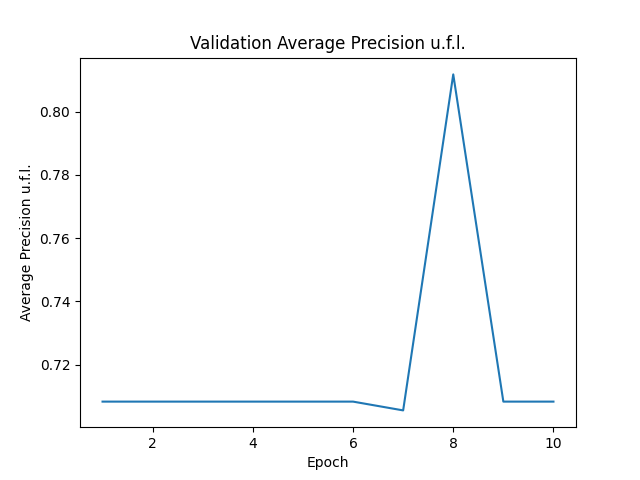 Validation Average Precision u.f.l.
Average Precision u.f.l.
0.80
0.78
0.76
0.74
0.72
2 4 6 8 10
Epoch